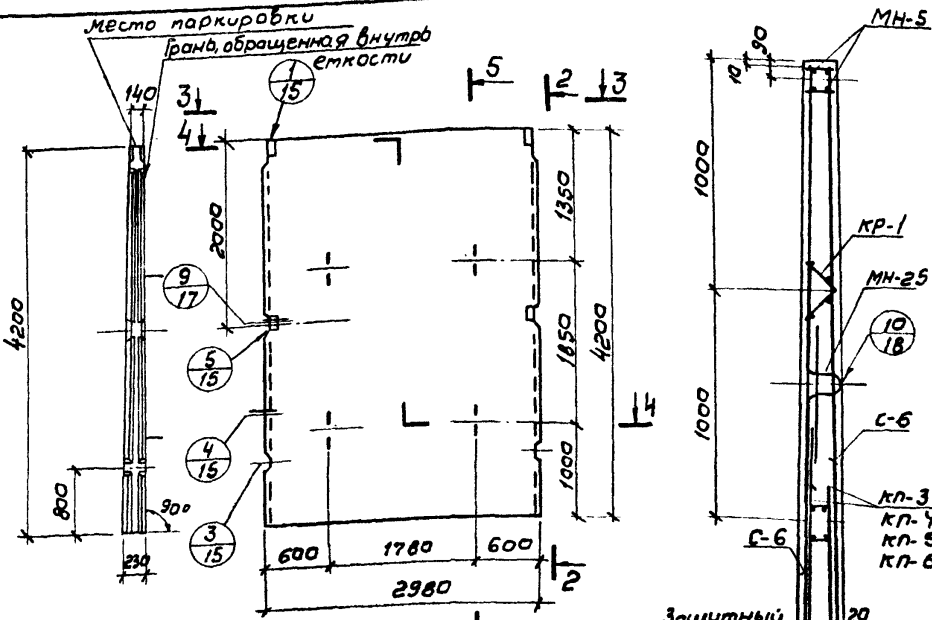 место паркировки
Грань, обращенная внутрь
емкости
140
3
4
1
15
5
2
3
МН-5
90
10
1000
1350
2000
КР-1
9
17
МН-25
10
18
4200
1850
4200
5
15
4
15
4
1000
1000
С-6
800
90°
3
15
КП-3
КП-4
КП-5
КП-6
С-6
230
600
1780
600
2
2980
Защитный
20